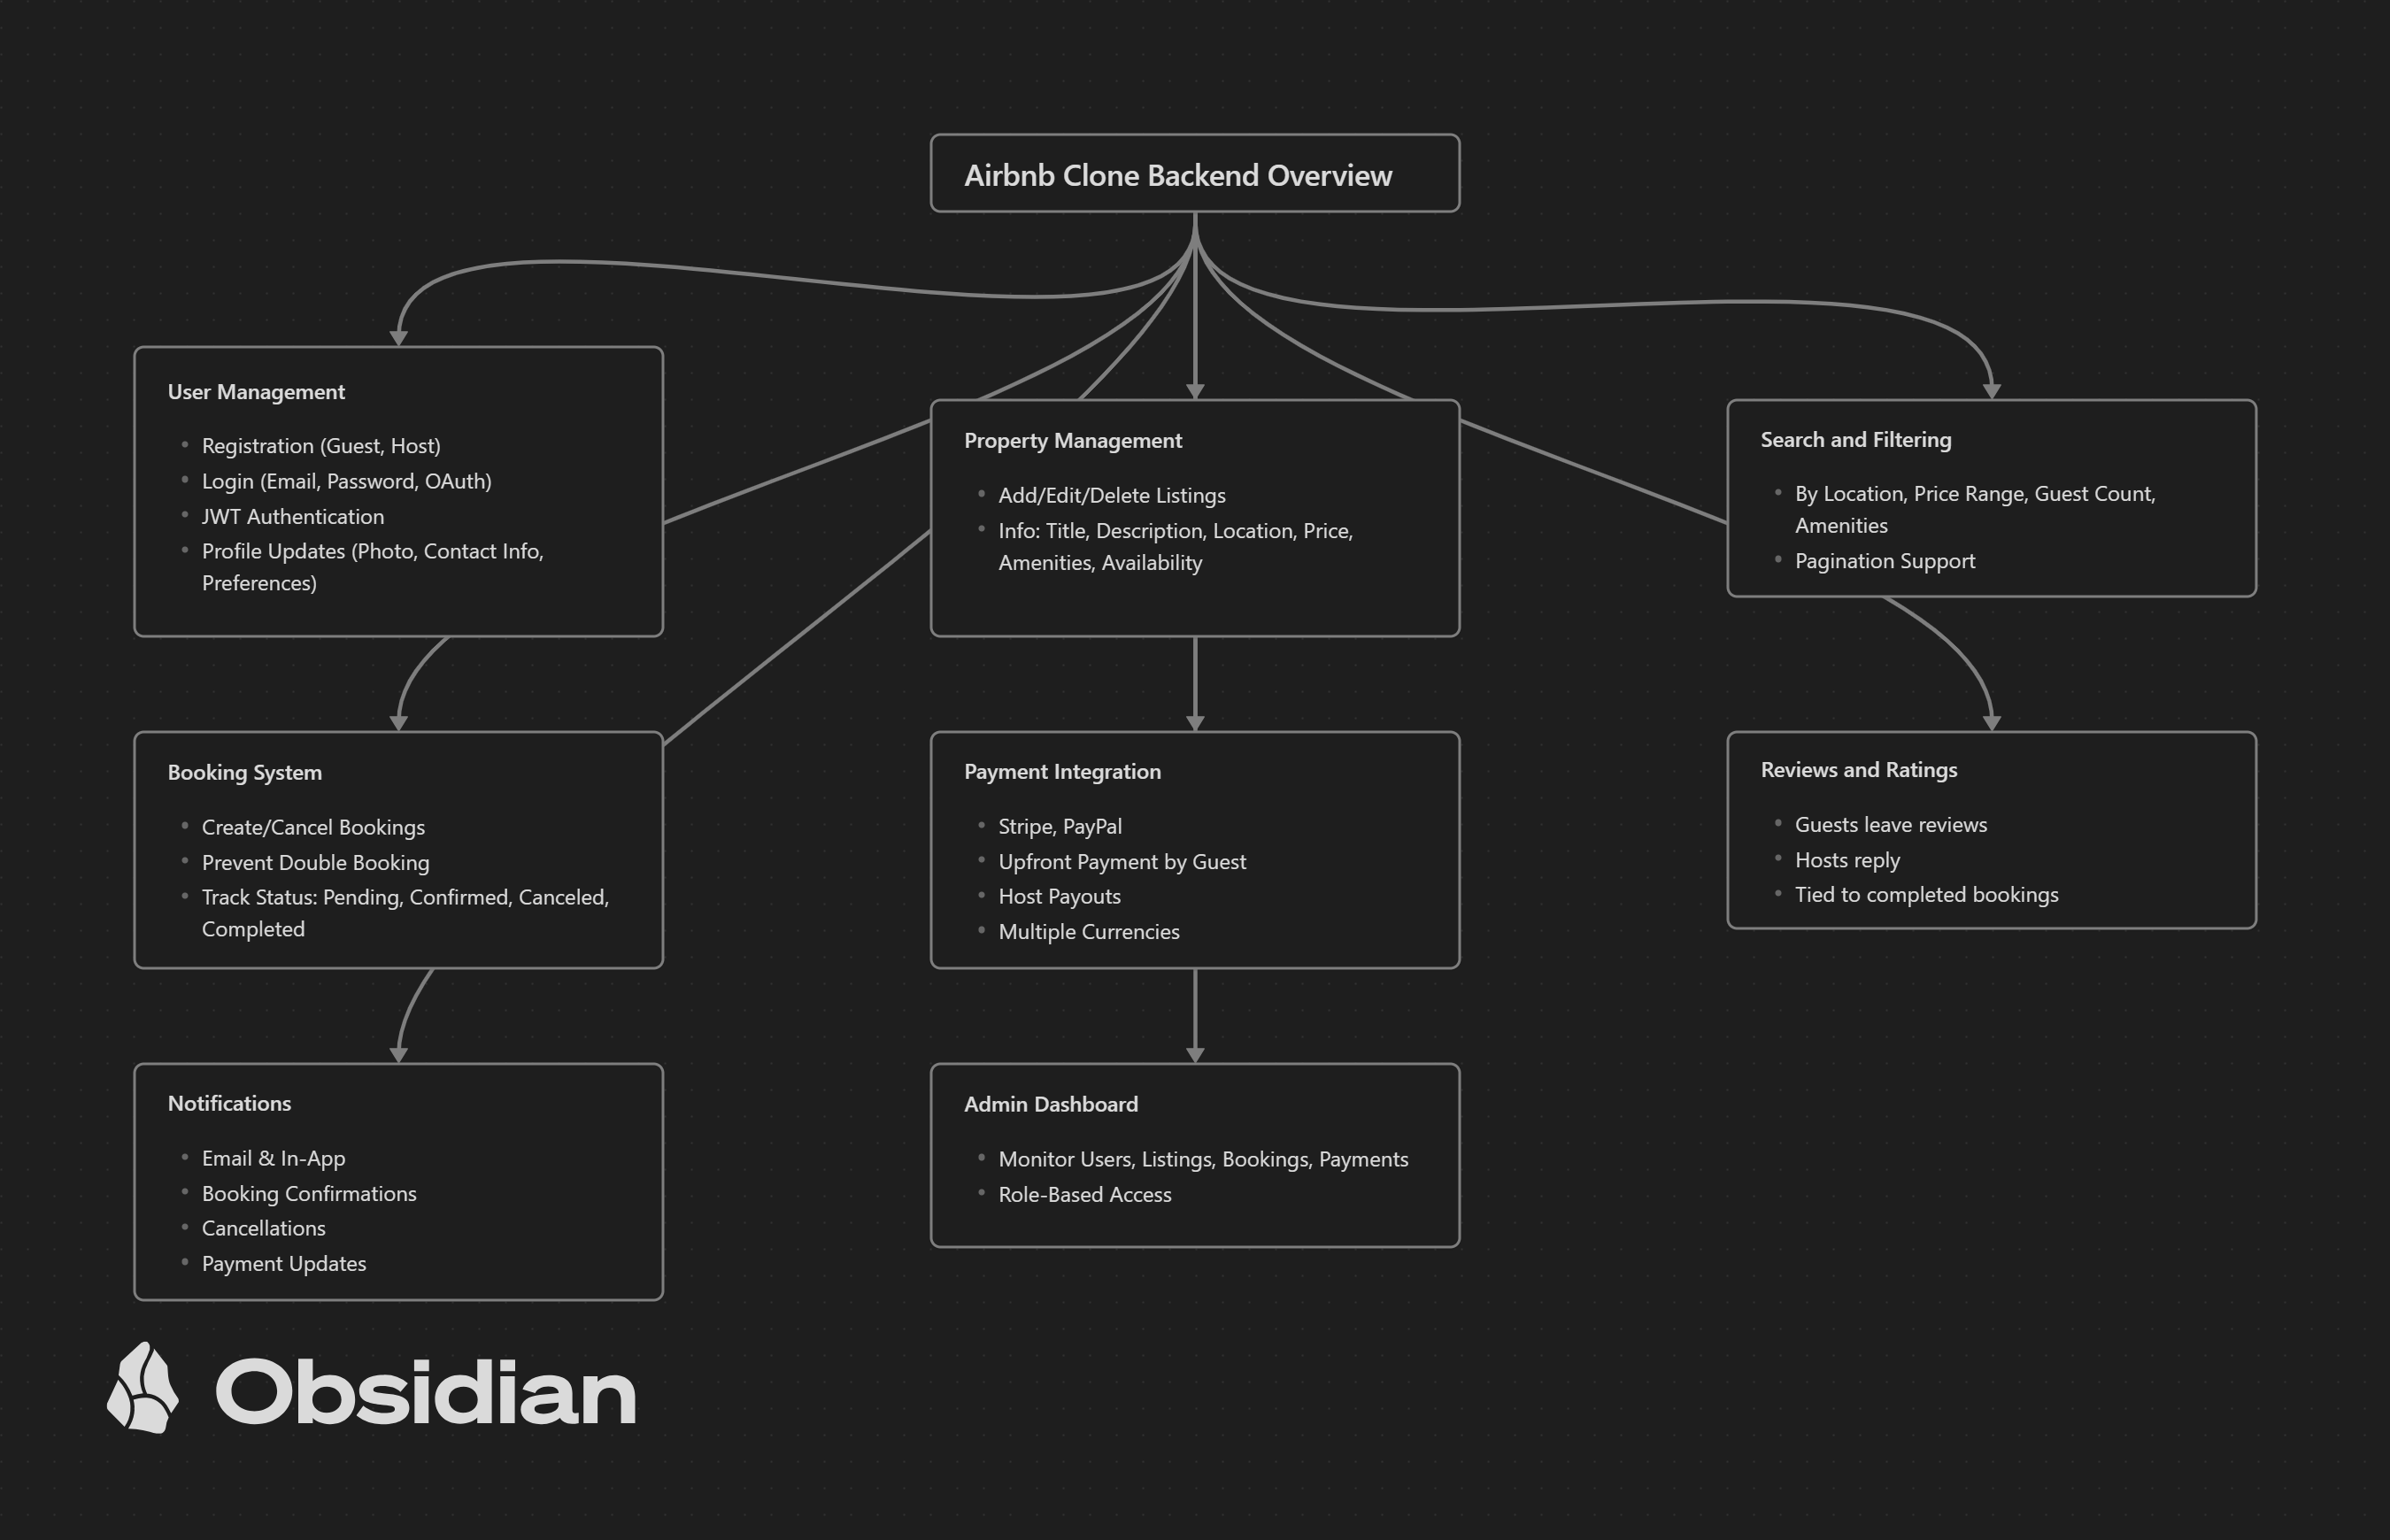 Airbnb Clone Backend Overview
User Management
Registration (Guest, Host)
Login (Email, Password, OAuth)
JWT Authentication
Profile Updates (Photo, Contact Info,
Preferences)
Property Management
Add/Edit/Delete Listings
Info: Title, Description, Location, Price,
Amenities, Availability
Search and Filtering
By Location, Price Range, Guest Count,
Amenities
Pagination Support
Booking System
Create/Cancel Bookings
Prevent Double Booking
Track Status: Pending, Confirmed, Canceled,
Completed
Payment Integration
Stripe, PayPal
Upfront Payment by Guest
Host Payouts
Multiple Currencies
Reviews and Ratings
Guests leave reviews
Hosts reply
Tied to completed bookings
Notifications
Email & In-App
Booking Confirmations
Cancellations
Payment Updates
Admin Dashboard
Monitor Users, Listings, Bookings, Payments
Role-Based Access
Obsidian